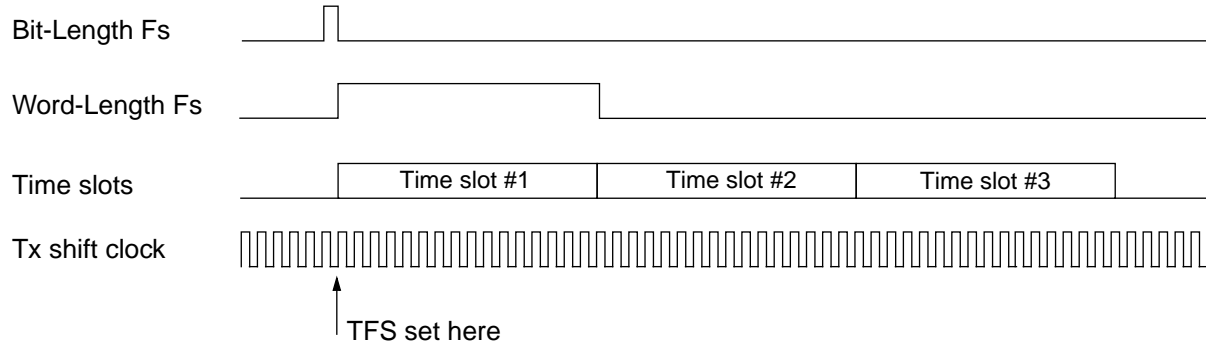 Bit-Length Fs
Word-Length Fs
Time slots
Time slot #1
Time slot #2
Time slot #3
Tx shift clock
TFS set here